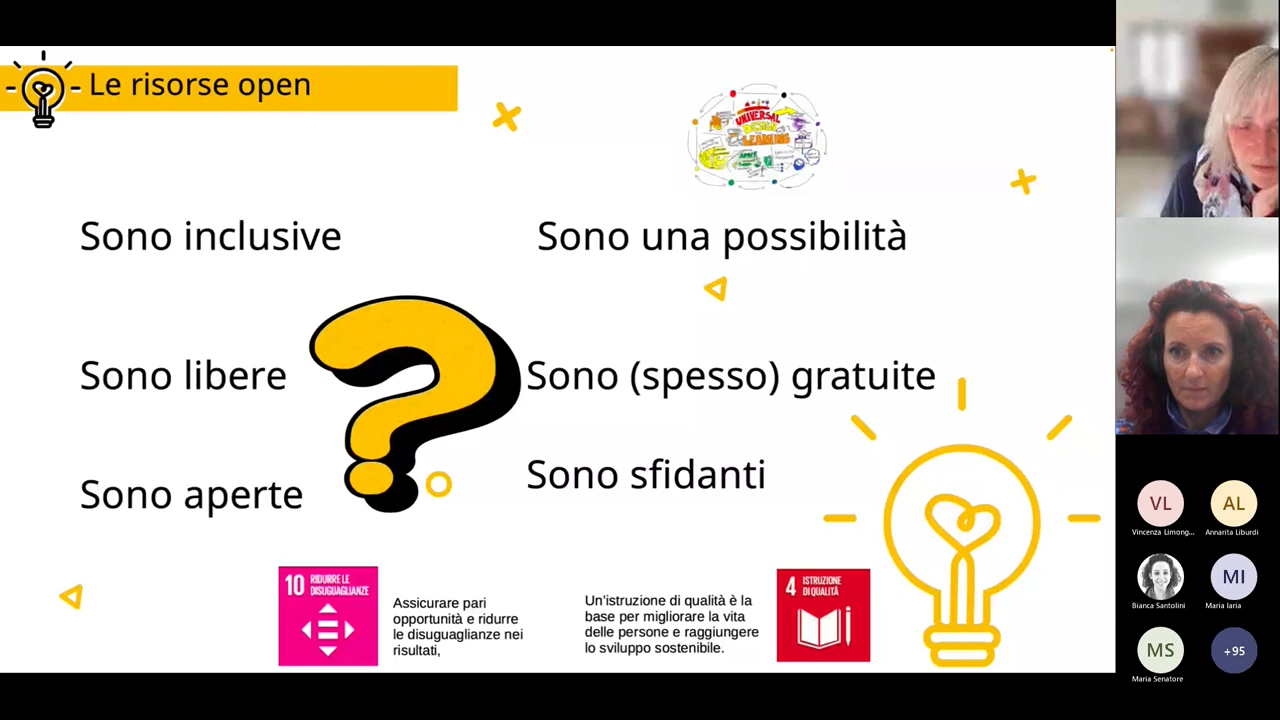 Le risorse open
UNIVERSAL
DESIGN
LEARNING
Sono inclusive
Sono una possibilità
Sono libere
Sono (spesso) gratuite
Sono aperte
Sono sfidanti
10 RIDURRE LE
DISUGUAGLIANZE
Assicurare pari
opportunità e ridurre
le disuguaglianze nei
risultati,
Un'istruzione di qualità è la
base per migliorare la vita
delle persone e raggiungere
lo sviluppo sostenibile.
4 ISTRUZIONE
DI QUALITÀ
VL
Vincenza Limong...
AL
Annarita Liburdi
Bianca Santolini
MI
Maria Iaria
MS
Maria Senatore
+95